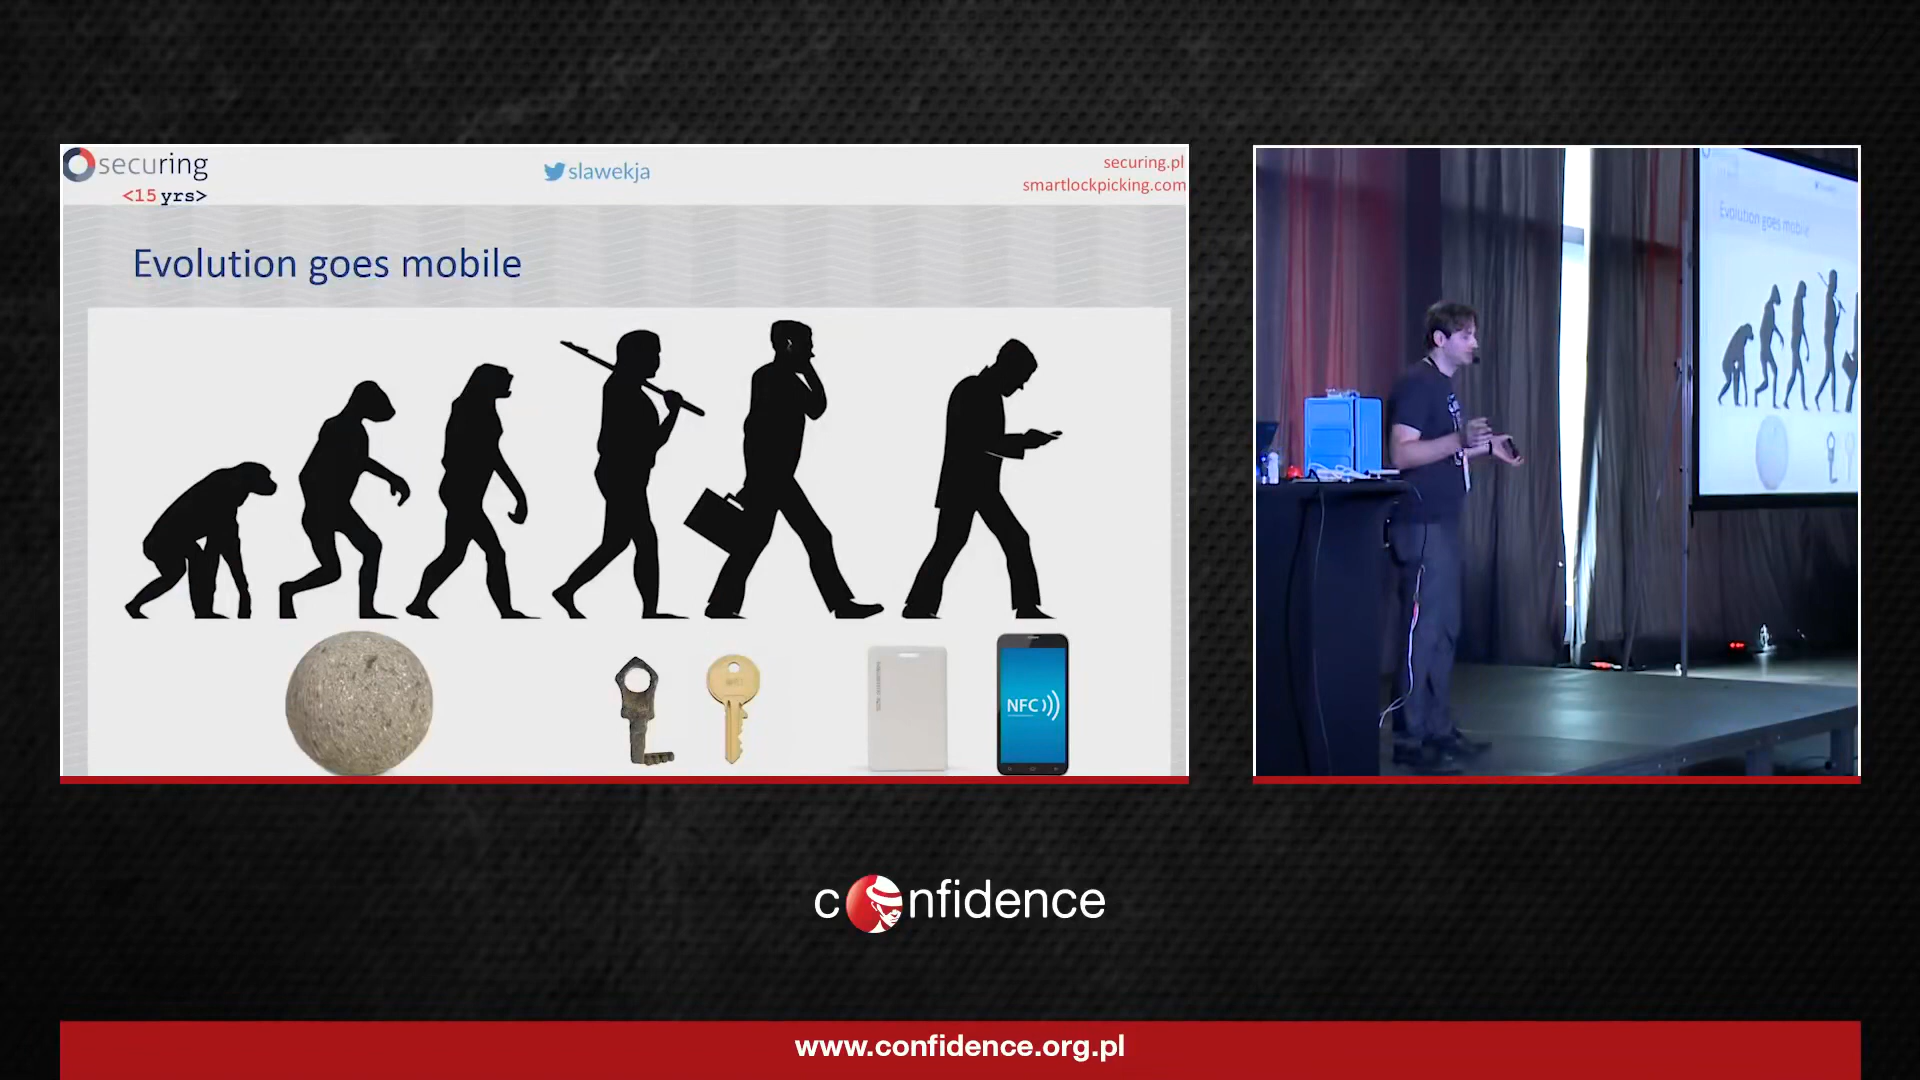 securing
<15 yrs>
slawekja
securing.pl
smartlockpicking.com
Evolution goes mobile
NFC
Evolution goes mobile
confidence
www.confidence.org.pl